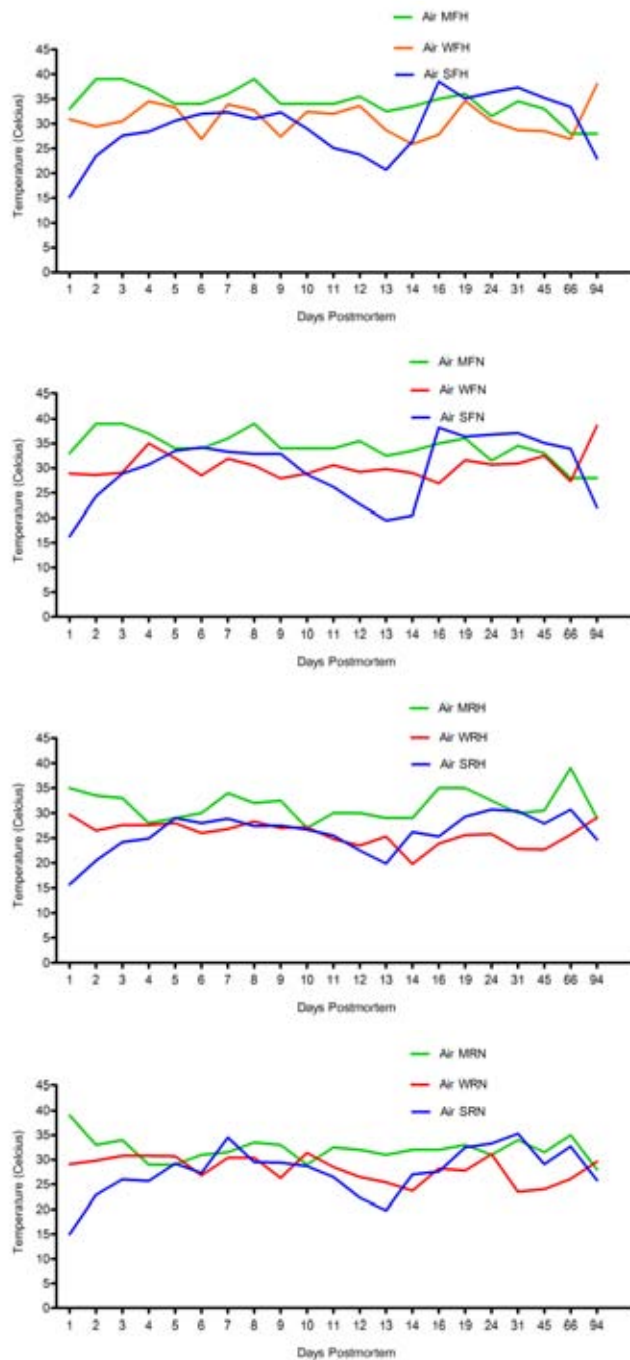 Air MFH
Air WFH
Air SFH
Temperature (Celcius)
45
40
35
30
25
20
15
10
5
0
1 2 3 4 5 6 7 8 9 10 11 12 13 14 16 19 24 31 45 66 94
Days Postmortem
Air MFN
Air WFN
Air SFN
Temperature (Celcius)
45
40
35
30
25
20
15
10
5
0
1 2 3 4 5 6 7 8 9 10 11 12 13 14 16 19 24 31 45 66 94
Days Postmortem
Air MRH
Air WRH
Air SRH
Temperature (Celcius)
45
40
35
30
25
20
15
10
5
0
1 2 3 4 5 6 7 8 9 10 11 12 13 14 16 19 24 31 45 66 94
Days Postmortem
Air MRN
Air WRN
Air SRN
Temperature (Celcius)
45
40
35
30
25
20
15
10
5
0
1 2 3 4 5 6 7 8 9 10 11 12 13 14 16 19 24 31 45 66 94
Days Postmortem